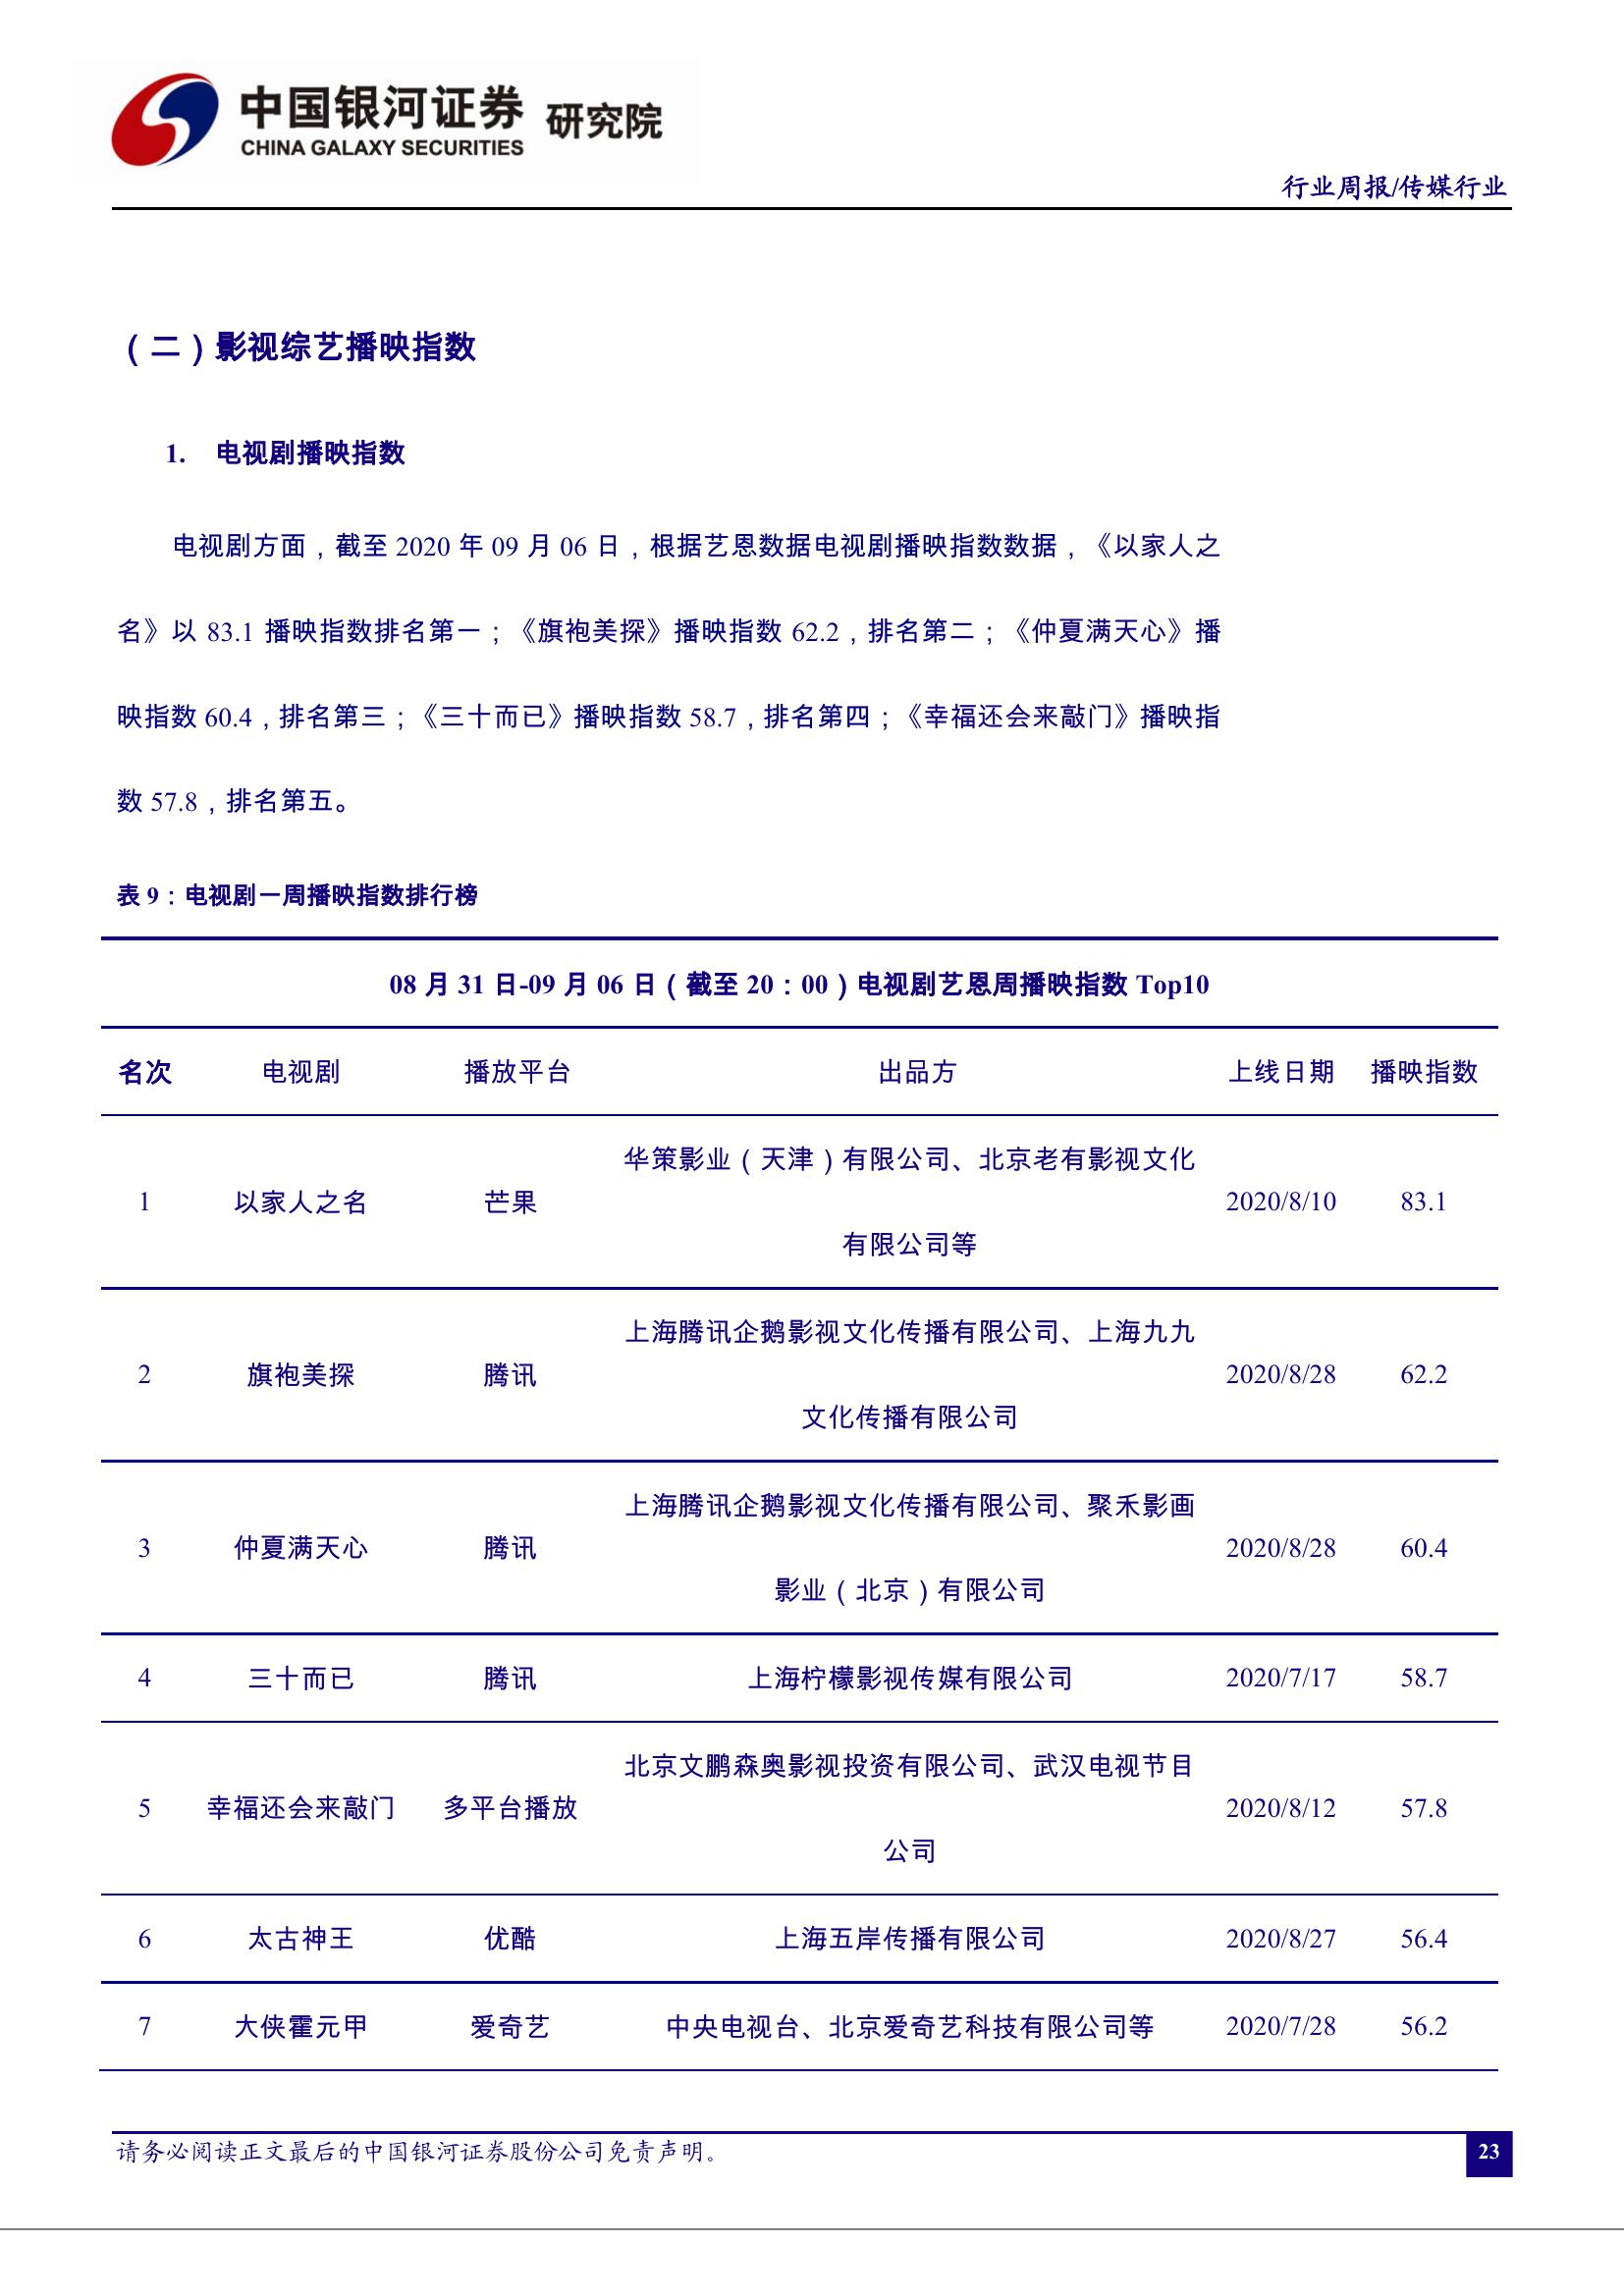 中国银河证券 研究院
CHINA GALAXY SECURITIES
行业周报/传媒行业
（二）影视综艺播映指数
1. 电视剧播映指数
电视剧方面，截至 2020 年 09 月 06 日，根据艺恩数据电视剧播映指数数据，《以家人之
名》以 83.1 播映指数排名第一；《旗袍美探》播映指数 62.2，排名第二；《仲夏满天心》播
映指数 60.4，排名第三；《三十而已》播映指数 58.7，排名第四；《幸福还会来敲门》播映指
数 57.8，排名第五。
表 9：电视剧一周播映指数排行榜
08 月 31 日-09 月 06 日（截至 20：00）电视剧艺恩周播映指数 Top10
名次 电视剧 播放平台 出品方 上线日期 播映指数
华策影业（天津）有限公司、北京老有影视文化
1 以家人之名 芒果 2020/8/10 83.1
有限公司等
上海腾讯企鹅影视文化传播有限公司、上海九九
2 旗袍美探 腾讯 2020/8/28 62.2
文化传播有限公司
上海腾讯企鹅影视文化传播有限公司、聚禾影画
3 仲夏满天心 腾讯 2020/8/28 60.4
影业（北京）有限公司
4 三十而已 腾讯 上海柠檬影视传媒有限公司 2020/7/17 58.7
北京文鹏森奥影视投资有限公司、武汉电视节目
5 幸福还会来敲门 多平台播放 2020/8/12 57.8
公司
6 太古神王 优酷 上海五岸传播有限公司 2020/8/27 56.4
7 大侠霍元甲 爱奇艺 中央电视台、北京爱奇艺科技有限公司等 2020/7/28 56.2
请务必阅读正文最后的中国银河证券股份公司免责声明。
23